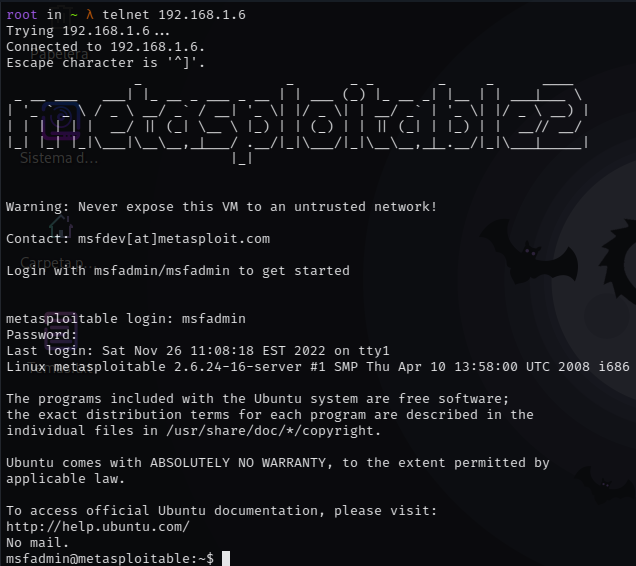 root in ~ λ telnet 192.168.1.6
Trying 192.168.1.6...
Connected to 192.168.1.6.
Escape character is '^]'.
metasploitable2
Warning: Never expose this VM to an untrusted network!
Contact: msfdev[at]metasploit.com
Login with msfadmin/msfadmin to get started
metasploitable login: msfadmin
Password:
Last login: Sat Nov 26 11:08:18 EST 2022 on tty1
Linux metasploitable 2.6.24-16-server #1 SMP Thu Apr 10 13:58:00 UTC 2008 i686
The programs included with the Ubuntu system are free software;
the exact distribution terms for each program are described in the
individual files in /usr/share/doc/*/copyright.
Ubuntu comes with ABSOLUTELY NO WARRANTY, to the extent permitted by
applicable law.
To access official Ubuntu documentation, please visit:
http://help.ubuntu.com/
No mail.
msfadmin@metasploitable:~$
Papelera
Sistema d...
Carpeta p...